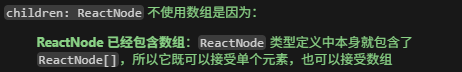 children: ReactNode 不使用数组是因为：
ReactNode 已经包含数组：ReactNode 类型定义中本身就包含了
ReactNode[]，所以它既可以接受单个元素，也可以接受数组